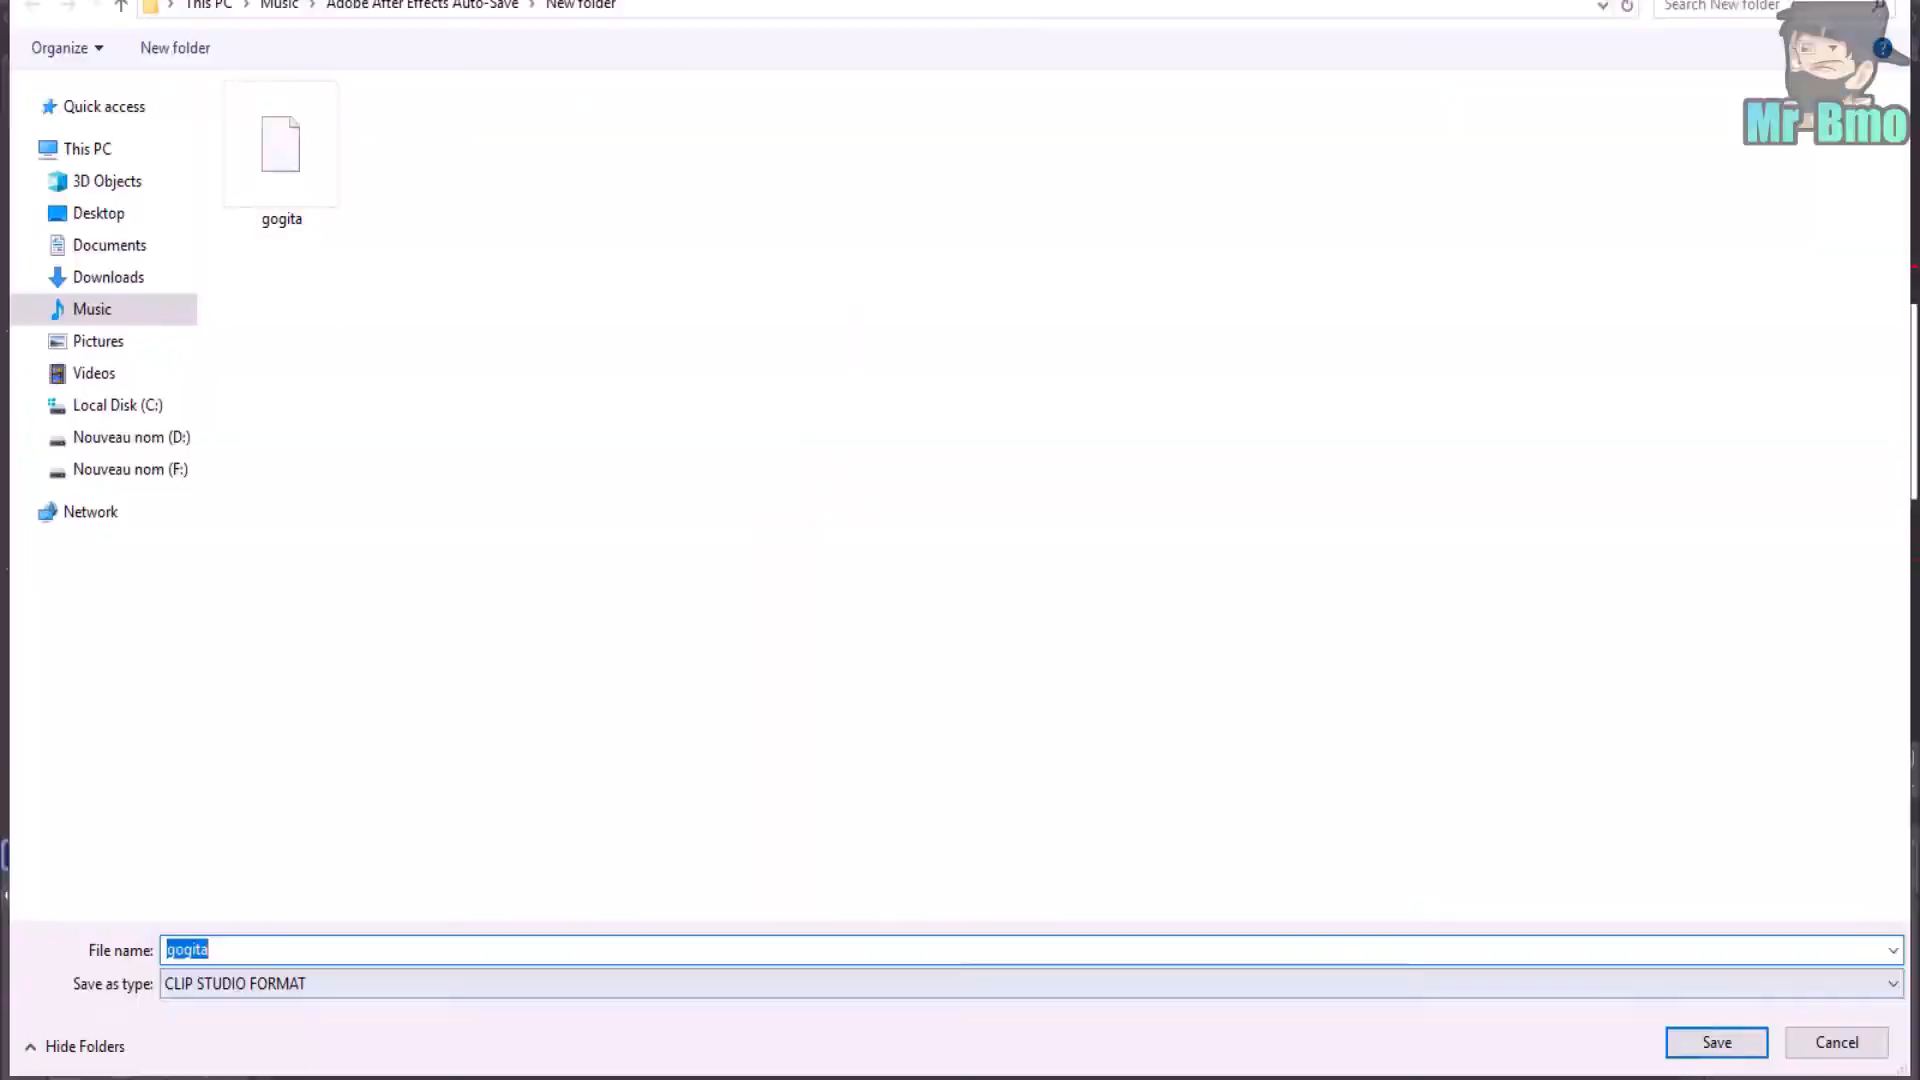 This PC > Music > Adobe After Effects Auto-Save > New folder
Search New folder
Organize
New folder
?
Mr-Bmo
Quick access
This PC
3D Objects
Desktop
Documents
Downloads
Music
Pictures
Videos
Local Disk (C:)
Nouveau nom (D:)
Nouveau nom (F:)
Network
gogita
File name: gogita
Save as type: CLIP STUDIO FORMAT
Hide Folders
Save
Cancel